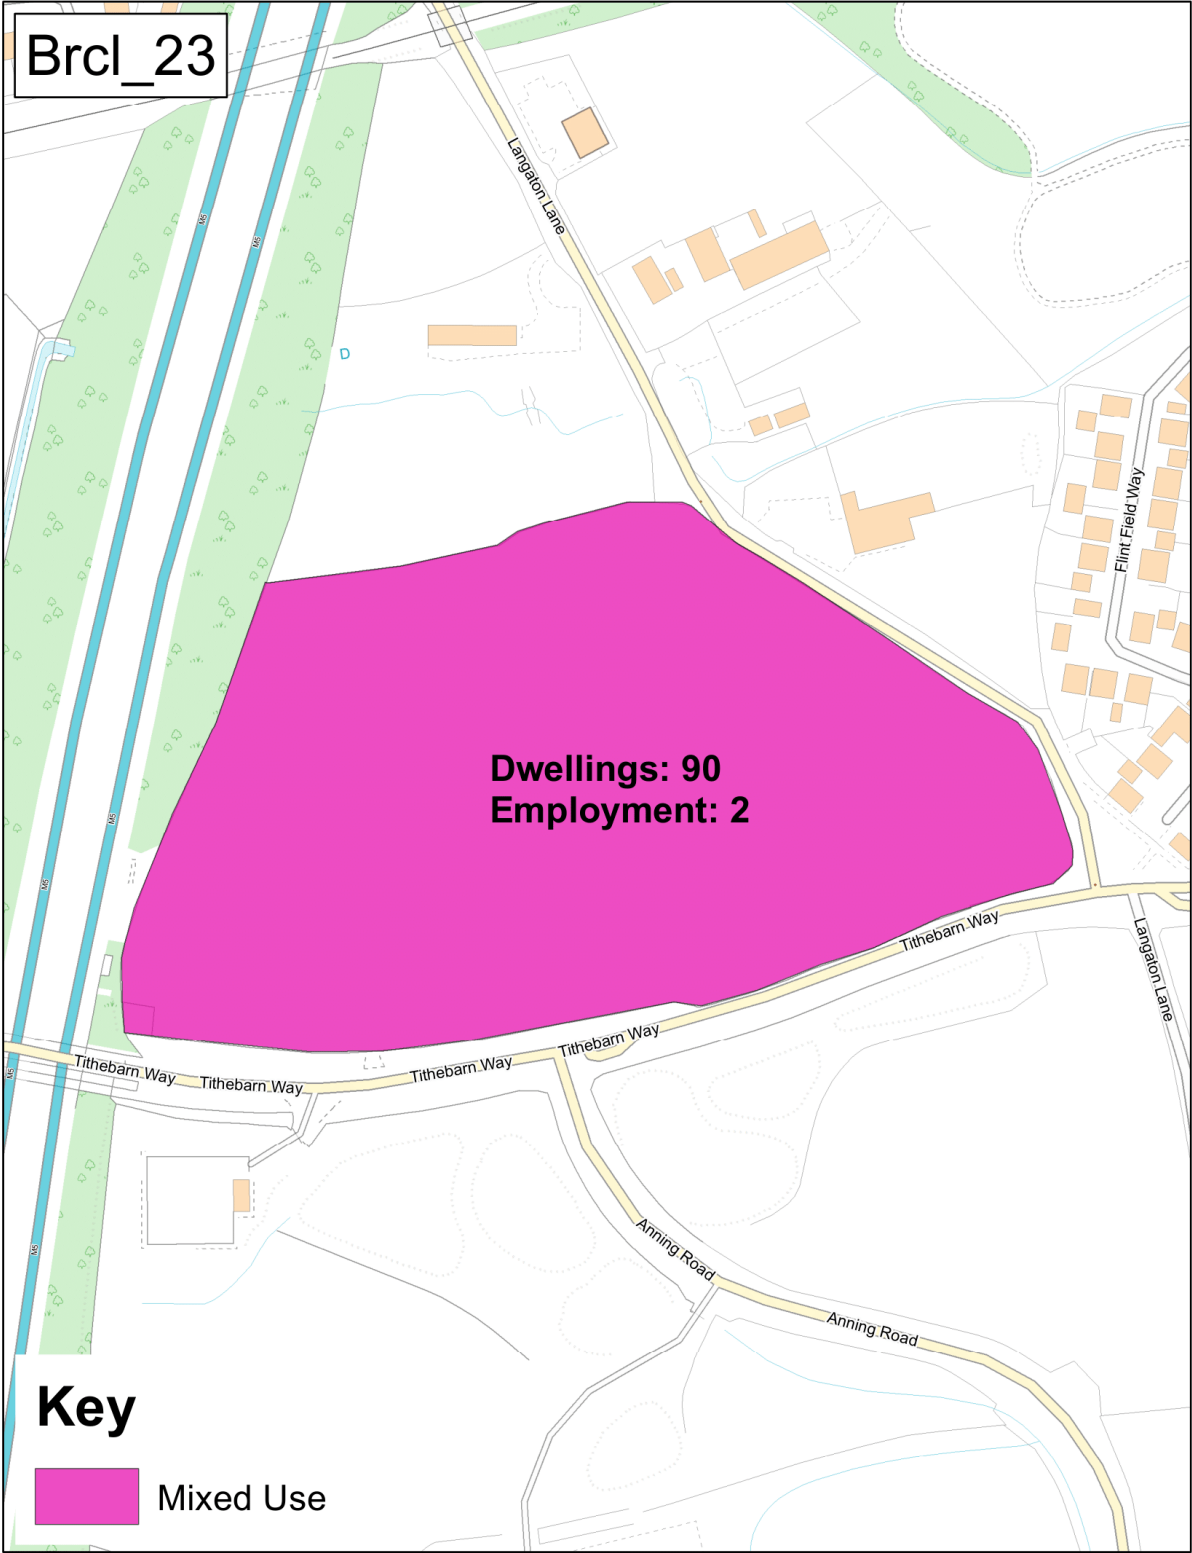 Brcl_23
Langaton Lane
M5
M5
D
Flint Field Way
Dwellings: 90
Employment: 2
M5
M5
Tithebarn Way
Langaton Lane
Tithebarn Way
M5
Tithebarn Way
Tithebarn Way
Tithebarn Way
Anning Road
M5
Anning Road
Key
Mixed Use